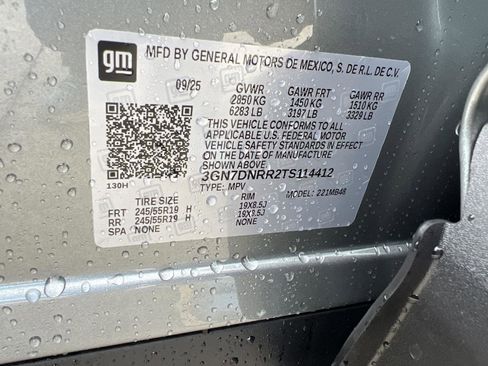 gm
MFD BY GENERAL MOTORS DE MEXICO, S. DE R.L. DE C.V.
09/25 GVWR GAWR FRT GAWR RR
2850 KG 1450 KG 1510 KG
6283 LB 3197 LB 3329 LB
THIS VEHICLE CONFORMS TO ALL
APPLICABLE U.S. FEDERAL MOTOR
VEHICLE SAFETY AND THEFT
PREVENTION STANDARDS IN EFFECT
ON THE DATE OF MANUFACTURE
SHOWN ABOVE.
3GN7DNRR2TS114412
130H TYPE: MPV MODEL: 221MB48
TIRE SIZE RIM
FRT 245/55R19 H 19X8.5J
RR 245/55R19 H 19X8.5J
SPA NONE NONE